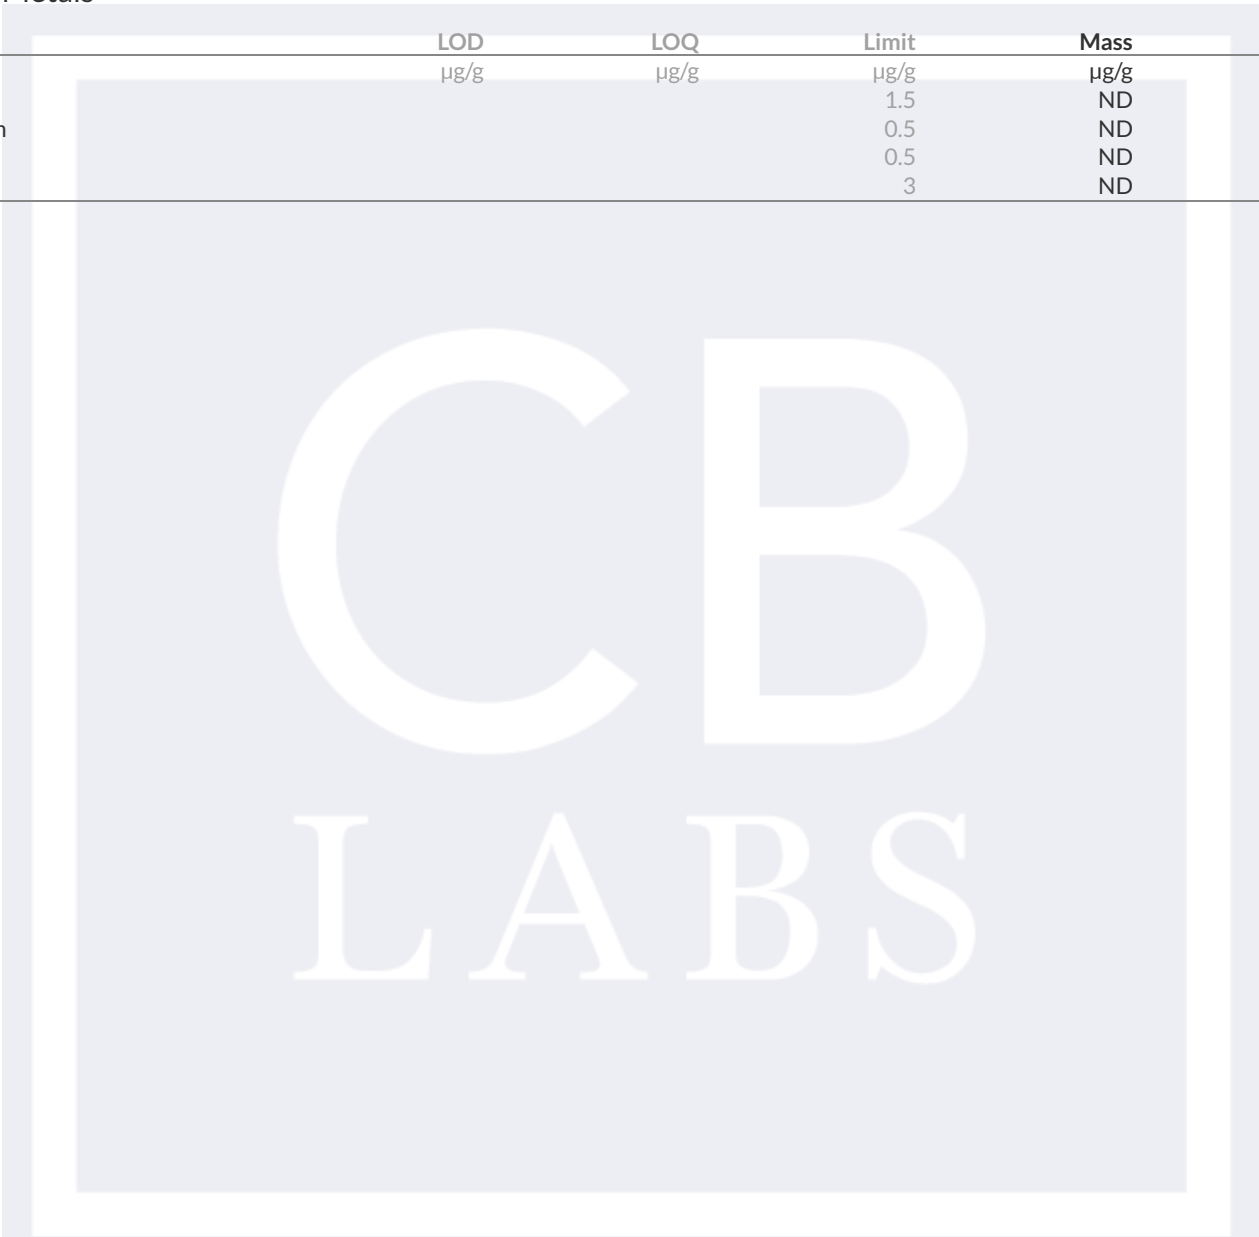 LOD LOQ Limit Mass
µg/g µg/g µg/g µg/g
1.5 ND
0.5 ND
0.5 ND
3 ND
CB
LABS